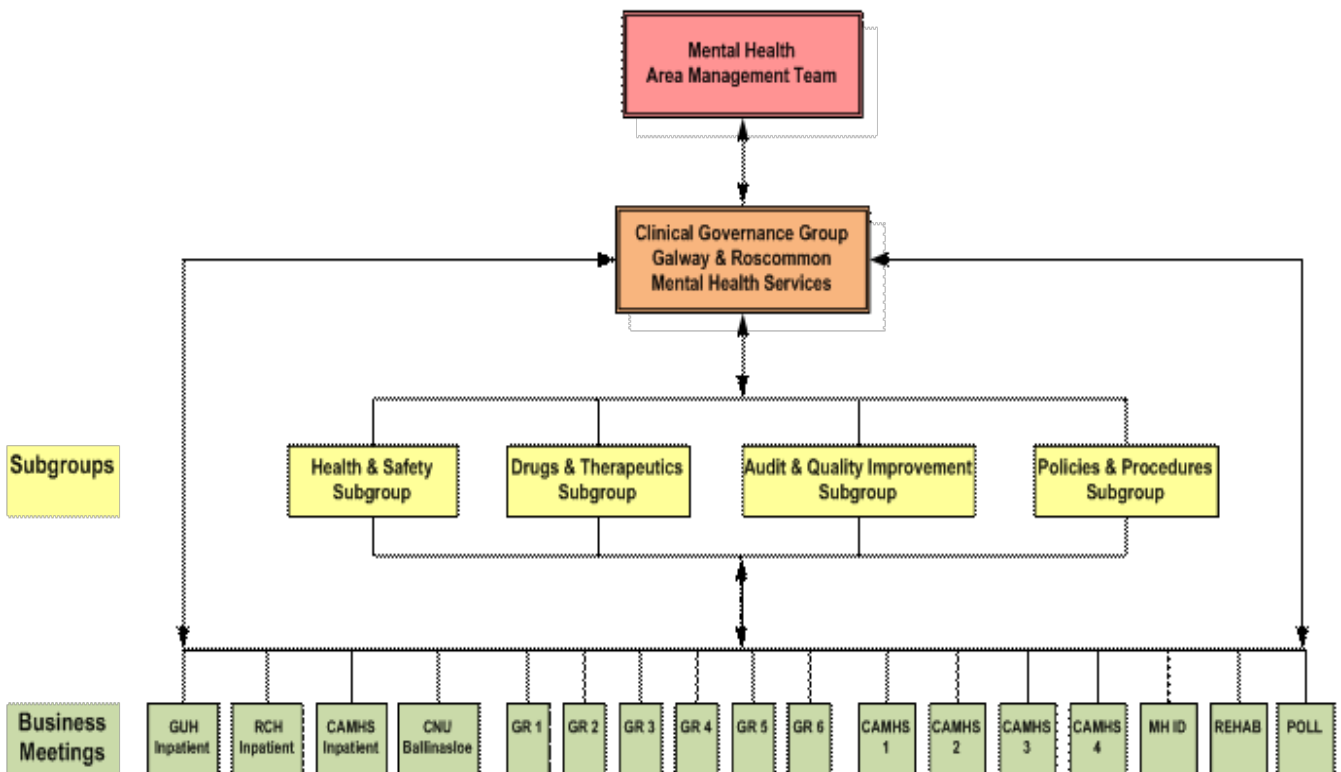 Mental Health
Area Management Team
Clinical Governance Group
Galway & Roscommon
Mental Health Services
Subgroups
Health & Safety
Subgroup
Drugs & Therapeutics
Subgroup
Audit & Quality Improvement
Subgroup
Policies & Procedures
Subgroup
Business
Meetings
GUH
Inpatient
RCH
Inpatient
CAMHS
Inpatient
CNU
Ballinasloe
GR 1
GR 2
GR 3
GR 4
GR 5
GR 6
CAMHS
1
CAMHS
2
CAMHS
3
CAMHS
4
MH ID
REHAB
POLL